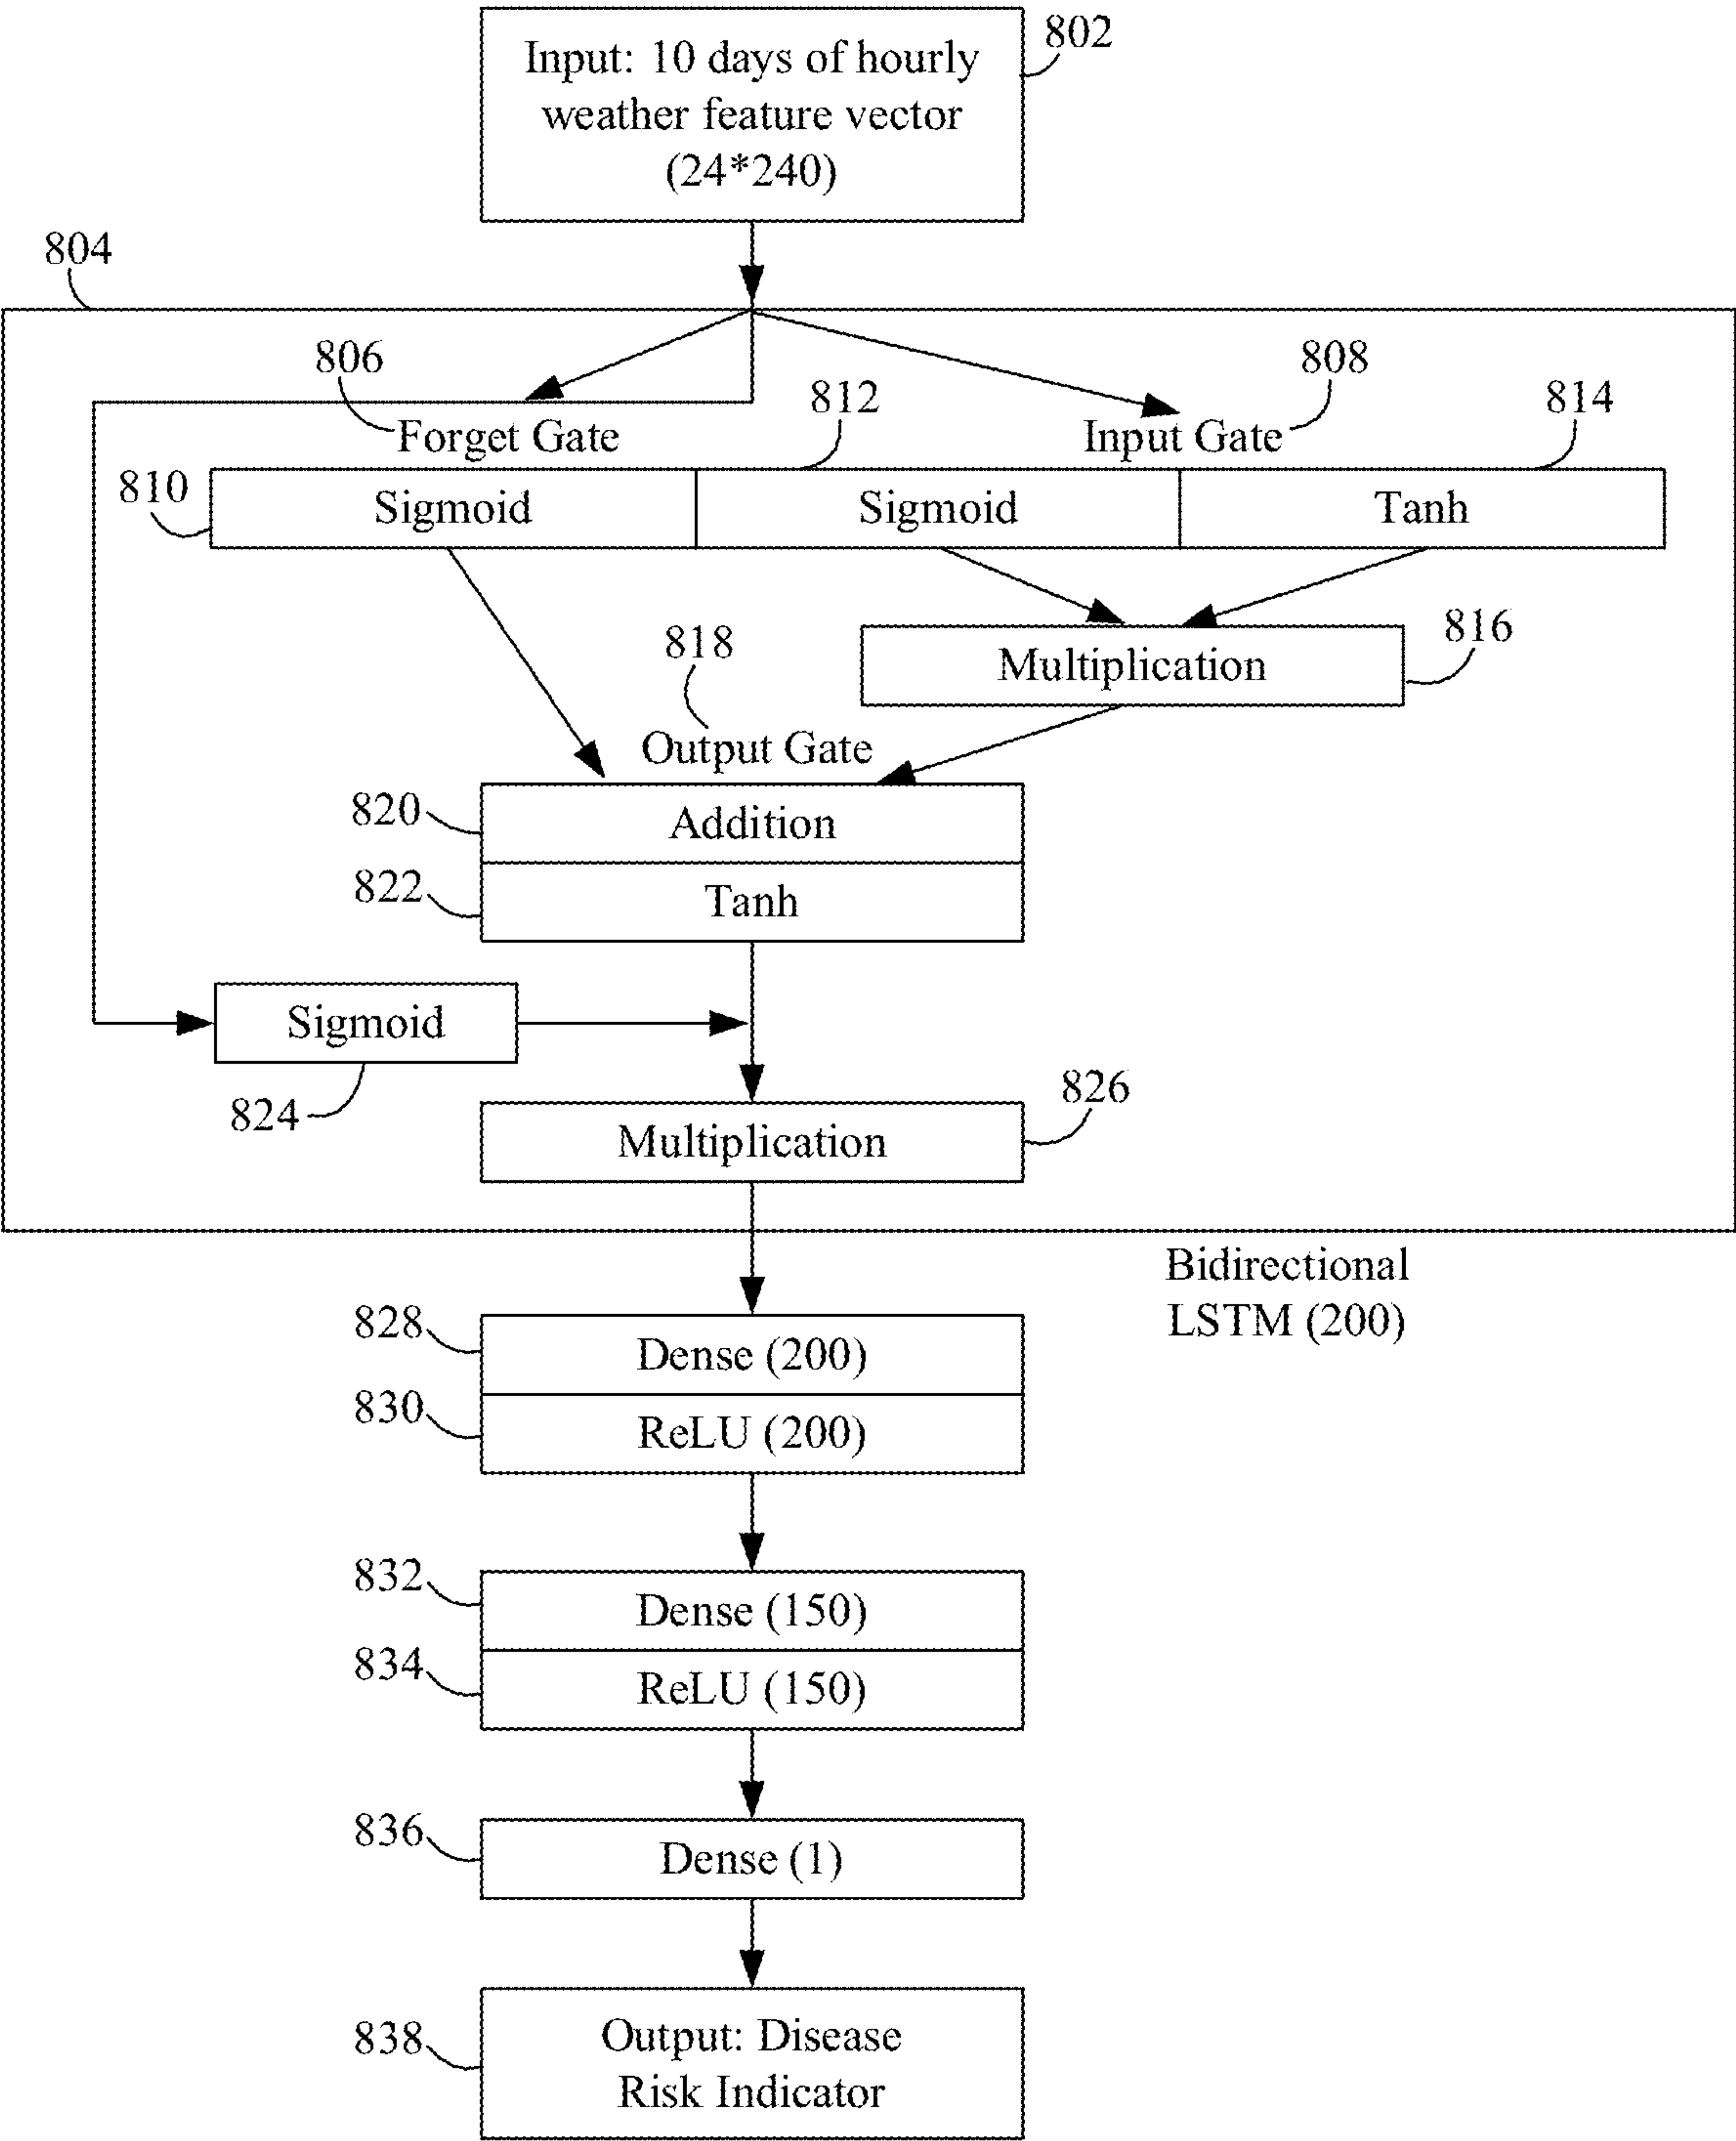 802
Input: 10 days of hourly
weather feature vector
(24*240)
804
806
808
812
814
Forget Gate
Input Gate
810
Sigmoid
Sigmoid
Tanh
818
816
Multiplication
Output Gate
820
Addition
822
Tanh
Sigmoid
824
826
Multiplication
Bidirectional
LSTM (200)
828
Dense (200)
830
ReLU (200)
832
Dense (150)
834
ReLU (150)
836
Dense (1)
838
Output: Disease
Risk Indicator